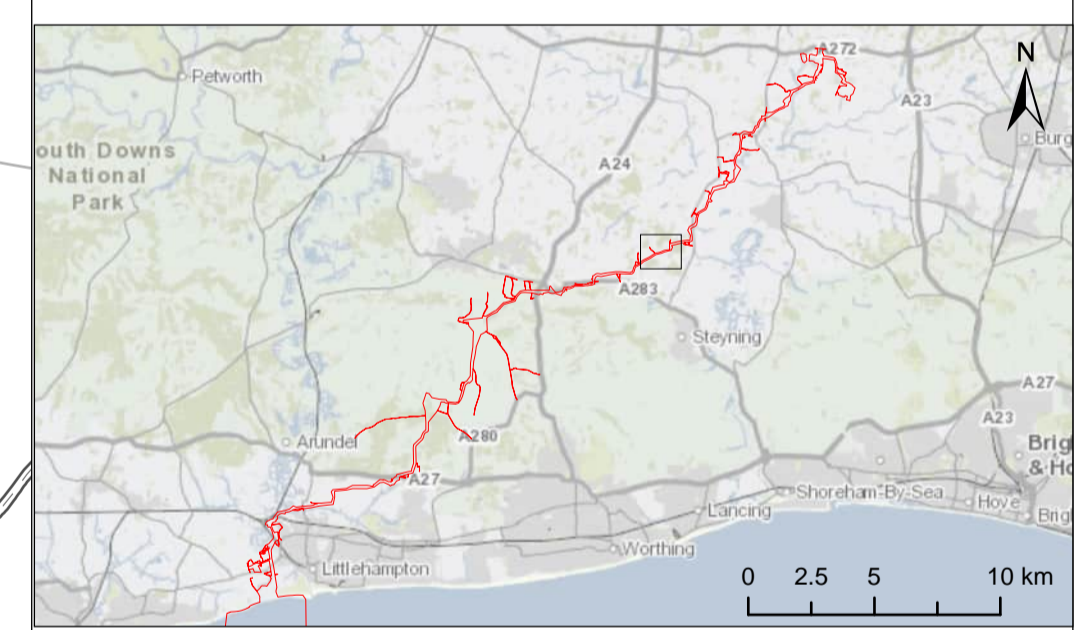 A272
N
Petworth
A23
Burg
outh Downs
National
Park
A24
A283
Steyning
A27
A23
Arundel
A280
Brig
& Ho
A27
Shoreham-By-Sea
Hove
Lancing
Brig
Worthing
Littlehampton
0 2.5 5 10 km